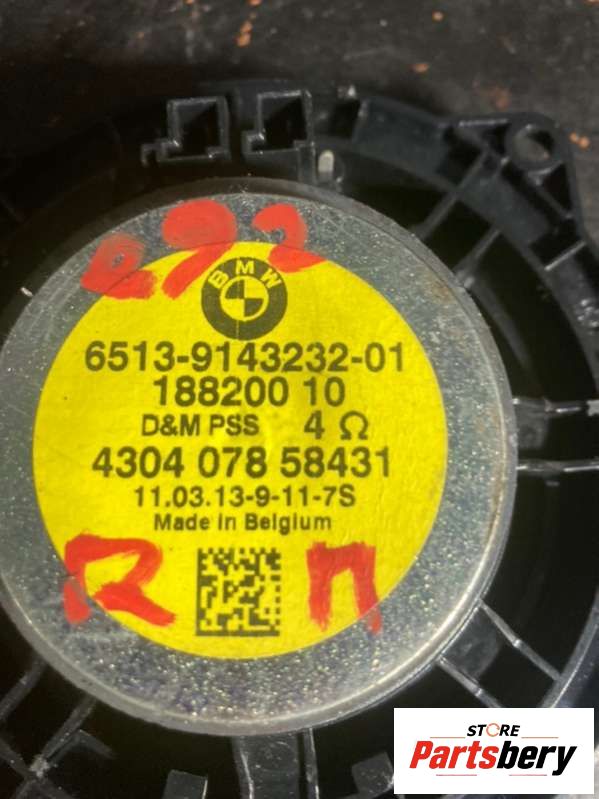 e92
BMW
6513-9143232-01
188200 10
D&M PSS 4 Ω
4304 078 58431
11.03.13-9-11-7S
Made in Belgium
R П
STORE
Partsbery